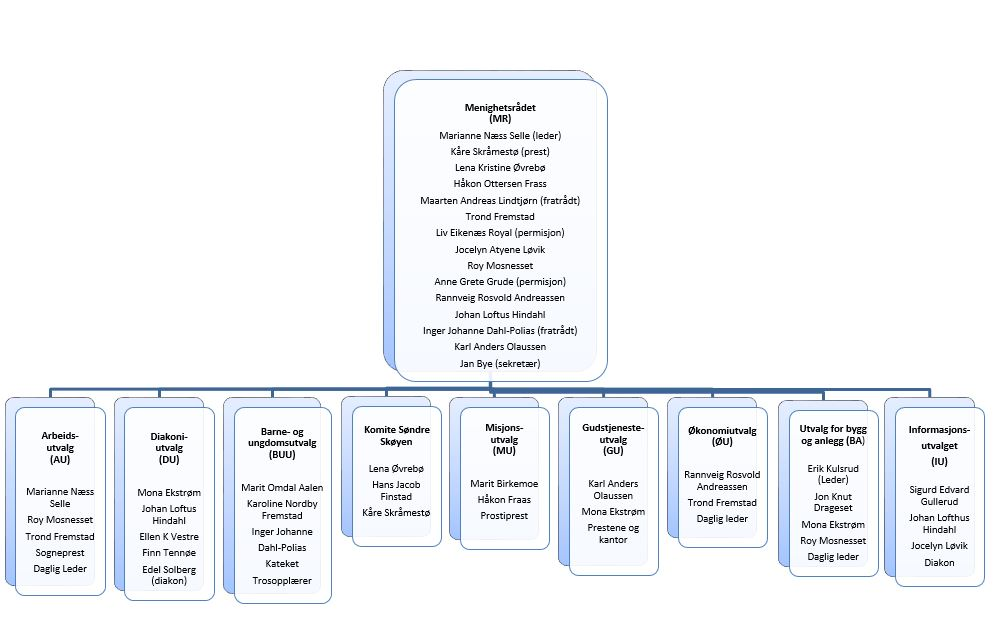 Menighetsrådet
(MR)
Marianne Næss Selle (leder)
Kåre Skråmestø (prest)
Lena Kristine Øvrebø
Håkon Ottersen Frass
Maarten Andreas Lindtjørn (fratrådt)
Trond Fremstad
Liv Eikenæs Royal (permisjon)
Jocelyn Atyene Løvik
Roy Mosnesset
Anne Grete Grude (permisjon)
Rannveig Rosvold Andreassen
Johan Loftus Hindahl
Inger Johanne Dahl-Polias (fratrådt)
Karl Anders Olaussen
Jan Bye (sekretær)
Arbeids-
utvalg
(AU)
Marianne Næss
Selle
Roy Mosnesset
Trond Fremstad
Sogneprest
Daglig Leder
Diakoni-
utvalg
(DU)
Mona Ekstrøm
Johan Loftus
Hindahl
Ellen K Vestre
Finn Tennøe
Edel Solberg
(diakon)
Barne- og
ungdomsutvalg
(BUU)
Marit Omdal Aalen
Karoline Nordby
Fremstad
Inger Johanne
Dahl-Polias
Kateket
Trosopplærer
Komite Søndre
Skøyen
Lena Øvrebø
Hans Jacob
Finstad
Kåre Skråmestø
Misjons-
utvalg
(MU)
Marit Birkemoe
Håkon Fraas
Prostiprest
Gudstjeneste-
utvalg
(GU)
Karl Anders
Olaussen
Mona Ekstrøm
Prestene og
kantor
Økonomiutvalg
(ØU)
Rannveig Rosvold
Andreassen
Trond Fremstad
Daglig leder
Utvalg for bygg
og anlegg (BA)
Erik Kulsrud
(Leder)
Jon Knut
Drageset
Mona Ekstrøm
Roy Mosnesset
Daglig leder
Informasjons-
utvalget
(IU)
Sigurd Edvard
Gullerud
Johan Lofthus
Hindahl
Jocelyn Løvik
Diakon